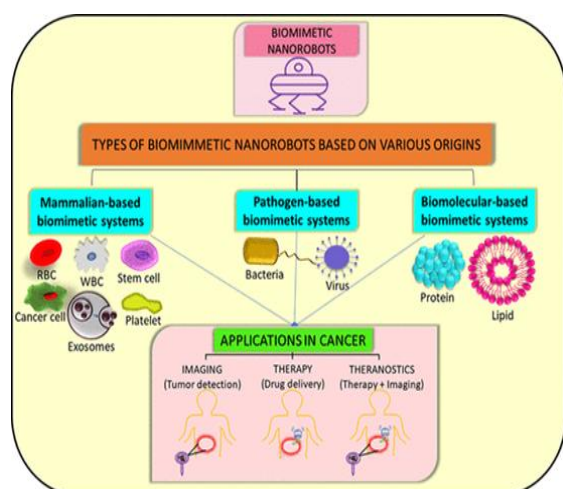 BIOMIMETIC
NANOROBOTS
TYPES OF BIOMIMMETIC NANOROBOTS BASED ON VARIOUS ORIGINS
Mammalian-based
biomimetic systems
Pathogen-based
biomimetic systems
Biomolecular-based
biomimetic systems
RBC
WBC
Stem cell
Cancer cell
Exosomes
Platelet
Bacteria
Virus
Protein
Lipid
APPLICATIONS IN CANCER
IMAGING
(Tumor detection)
THERAPY
(Drug delivery)
THERANOSTICS
(Therapy + Imaging)